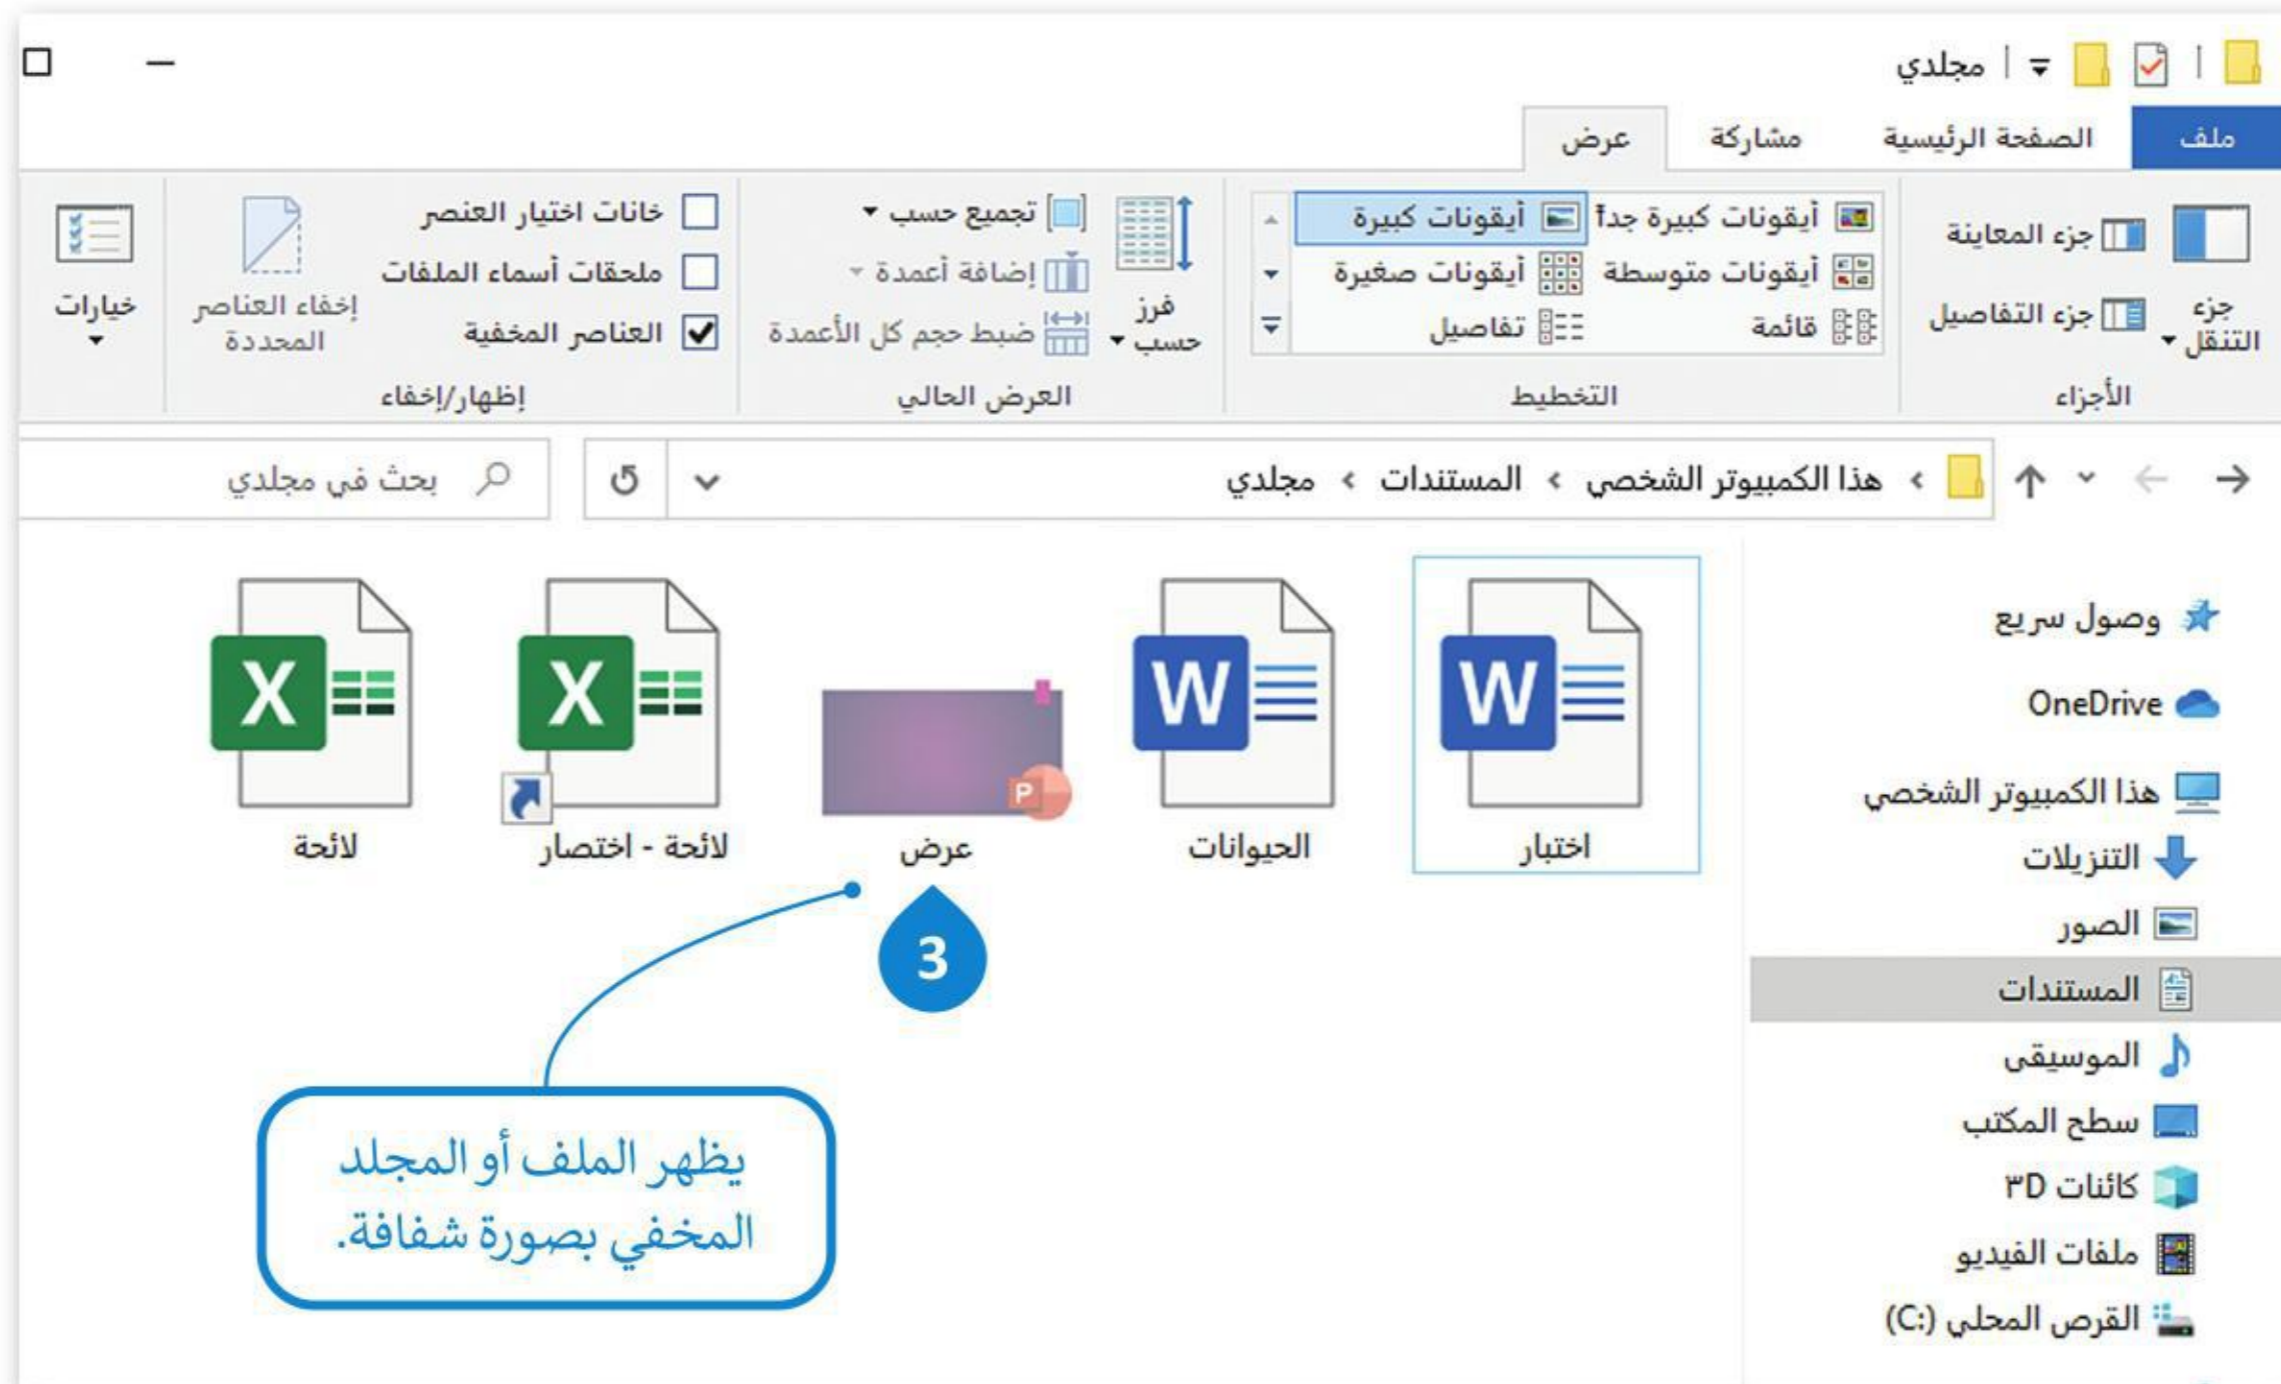 مجلدي
ملف
الصفحة الرئيسية
مشاركة
عرض
جزء التنقل
جزء المعاينة
جزء التفاصيل
الأجزاء
أيقونات كبيرة جداً
أيقونات كبيرة
أيقونات متوسطة
أيقونات صغيرة
قائمة
تفاصيل
التخطيط
فرز حسب
تجميع حسب
إضافة أعمدة
ضبط حجم كل الأعمدة
العرض الحالي
خانات اختيار العنصر
ملحقات أسماء الملفات
العناصر المخفية
إخفاء العناصر
المحددة
إظهار/إخفاء
خيارات
هذا الكمبيوتر الشخصي › المستندات › مجلدي
بحث في مجلدي
وصول سريع
OneDrive
هذا الكمبيوتر الشخصي
التنزيلات
الصور
المستندات
الموسيقى
سطح المكتب
كائنات ٣D
ملفات الفيديو
القرص المحلي (C:)
W
اختبار
W
الحيوانات
P
عرض
X
لائحة - اختصار
X
لائحة
3
يظهر الملف أو المجلد
المخفي بصورة شفافة.